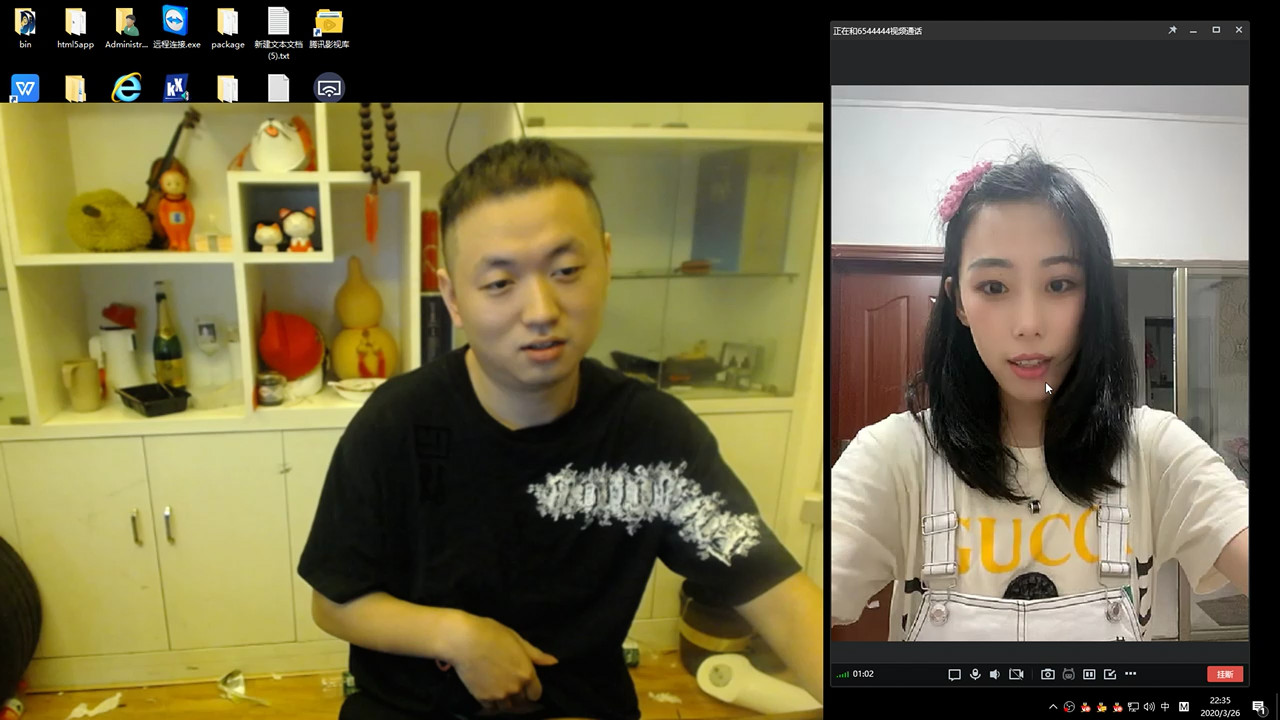 bin
html5app
Administr...
远程连接.exe
package
新建文本文档
(5).txt
腾讯影视库
正在和6544444视频通话
GUCC
01:02
挂断
中
M
22:35
2020/3/26
1